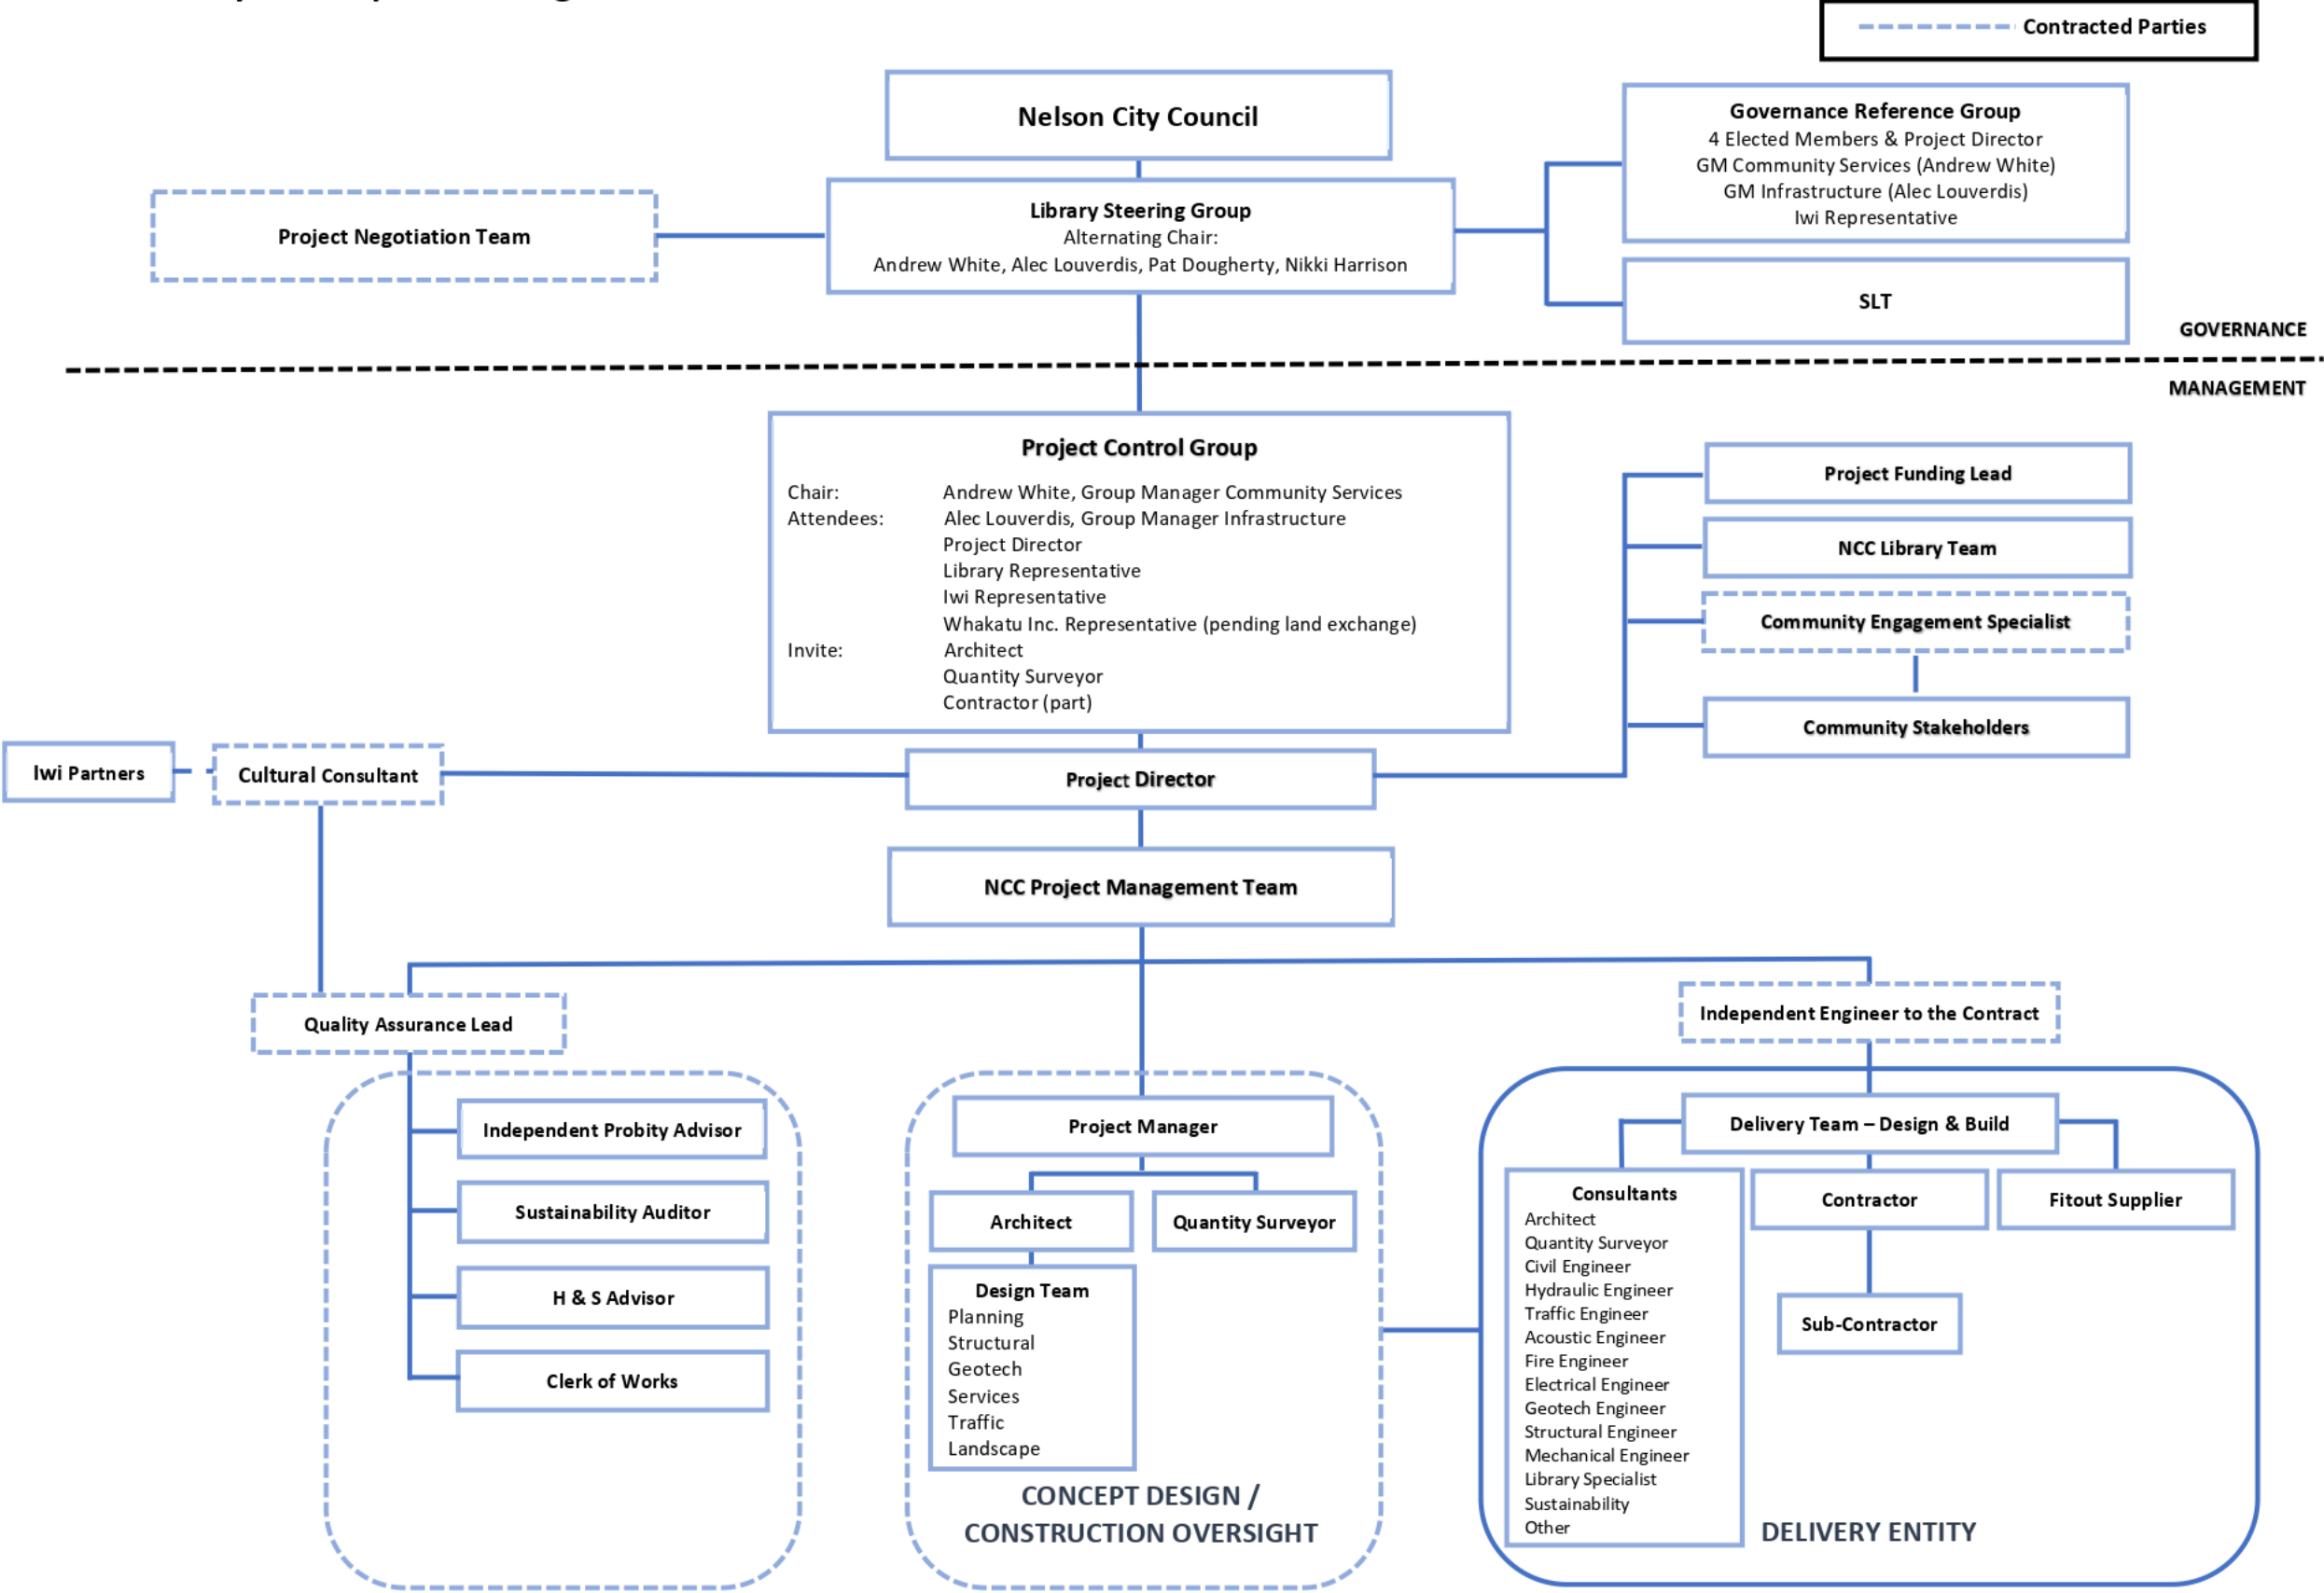 Contracted Parties
Nelson City Council
Governance Reference Group
4 Elected Members & Project Director
GM Community Services (Andrew White)
GM Infrastructure (Alec Louverdis)
Iwi Representative
Project Negotiation Team
Library Steering Group
Alternating Chair:
Andrew White, Alec Louverdis, Pat Dougherty, Nikki Harrison
SLT
GOVERNANCE
MANAGEMENT
Project Control Group
Chair: Andrew White, Group Manager Community Services
Attendees: Alec Louverdis, Group Manager Infrastructure
Project Director
Library Representative
Iwi Representative
Whakatu Inc. Representative (pending land exchange)
Invite: Architect
Quantity Surveyor
Contractor (part)
Project Funding Lead
NCC Library Team
Community Engagement Specialist
Community Stakeholders
Iwi Partners
Cultural Consultant
Project Director
NCC Project Management Team
Quality Assurance Lead
Independent Probity Advisor
Sustainability Auditor
H & S Advisor
Clerk of Works
Project Manager
Architect
Quantity Surveyor
Design Team
Planning
Structural
Geotech
Services
Traffic
Landscape
CONCEPT DESIGN /
CONSTRUCTION OVERSIGHT
Independent Engineer to the Contract
Delivery Team – Design & Build
Consultants
Architect
Quantity Surveyor
Civil Engineer
Hydraulic Engineer
Traffic Engineer
Acoustic Engineer
Fire Engineer
Electrical Engineer
Geotech Engineer
Structural Engineer
Mechanical Engineer
Library Specialist
Sustainability
Other
Contractor
Fitout Supplier
Sub-Contractor
DELIVERY ENTITY